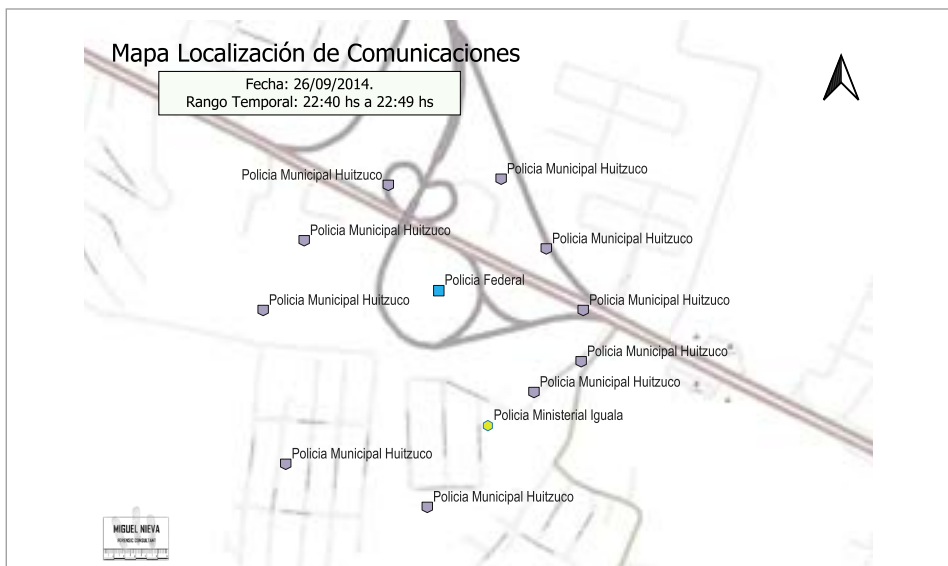 Mapa Localización de Comunicaciones
Fecha: 26/09/2014.
Rango Temporal: 22:40 hs a 22:49 hs
Policia Municipal Huitzuco
Policia Municipal Huitzuco
Policia Municipal Huitzuco
Policia Municipal Huitzuco
Policia Federal
Policia Municipal Huitzuco
Policia Municipal Huitzuco
Policia Municipal Huitzuco
Policia Municipal Huitzuco
Policia Ministerial Iguala
Policia Municipal Huitzuco
Policia Municipal Huitzuco
MIGUEL NIEVA
FORENSIC CONSULTANT